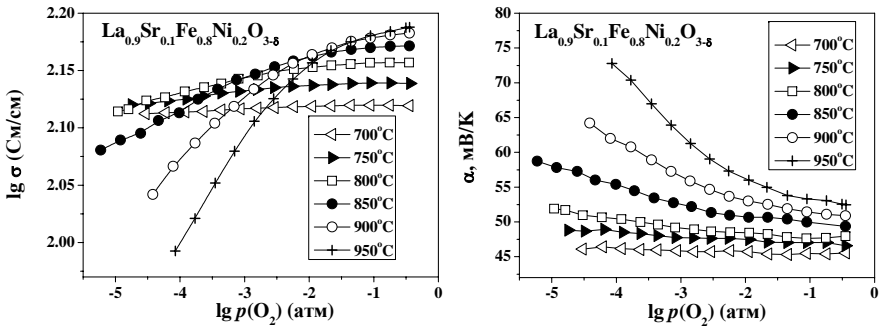 La0.9Sr0.1Fe0.8Ni0.2O3-δ
2.20
2.15
2.10
2.05
2.00
lg σ (См/см)
700°C
750°C
800°C
850°C
900°C
950°C
-5 -4 -3 -2 -1 0
lg p(O2) (атм)
La0.9Sr0.1Fe0.8Ni0.2O3-δ
80
75
70
65
60
55
50
45
40
α, мВ/К
700°C
750°C
800°C
850°C
900°C
950°C
-5 -4 -3 -2 -1 0
lg p(O2) (атм)